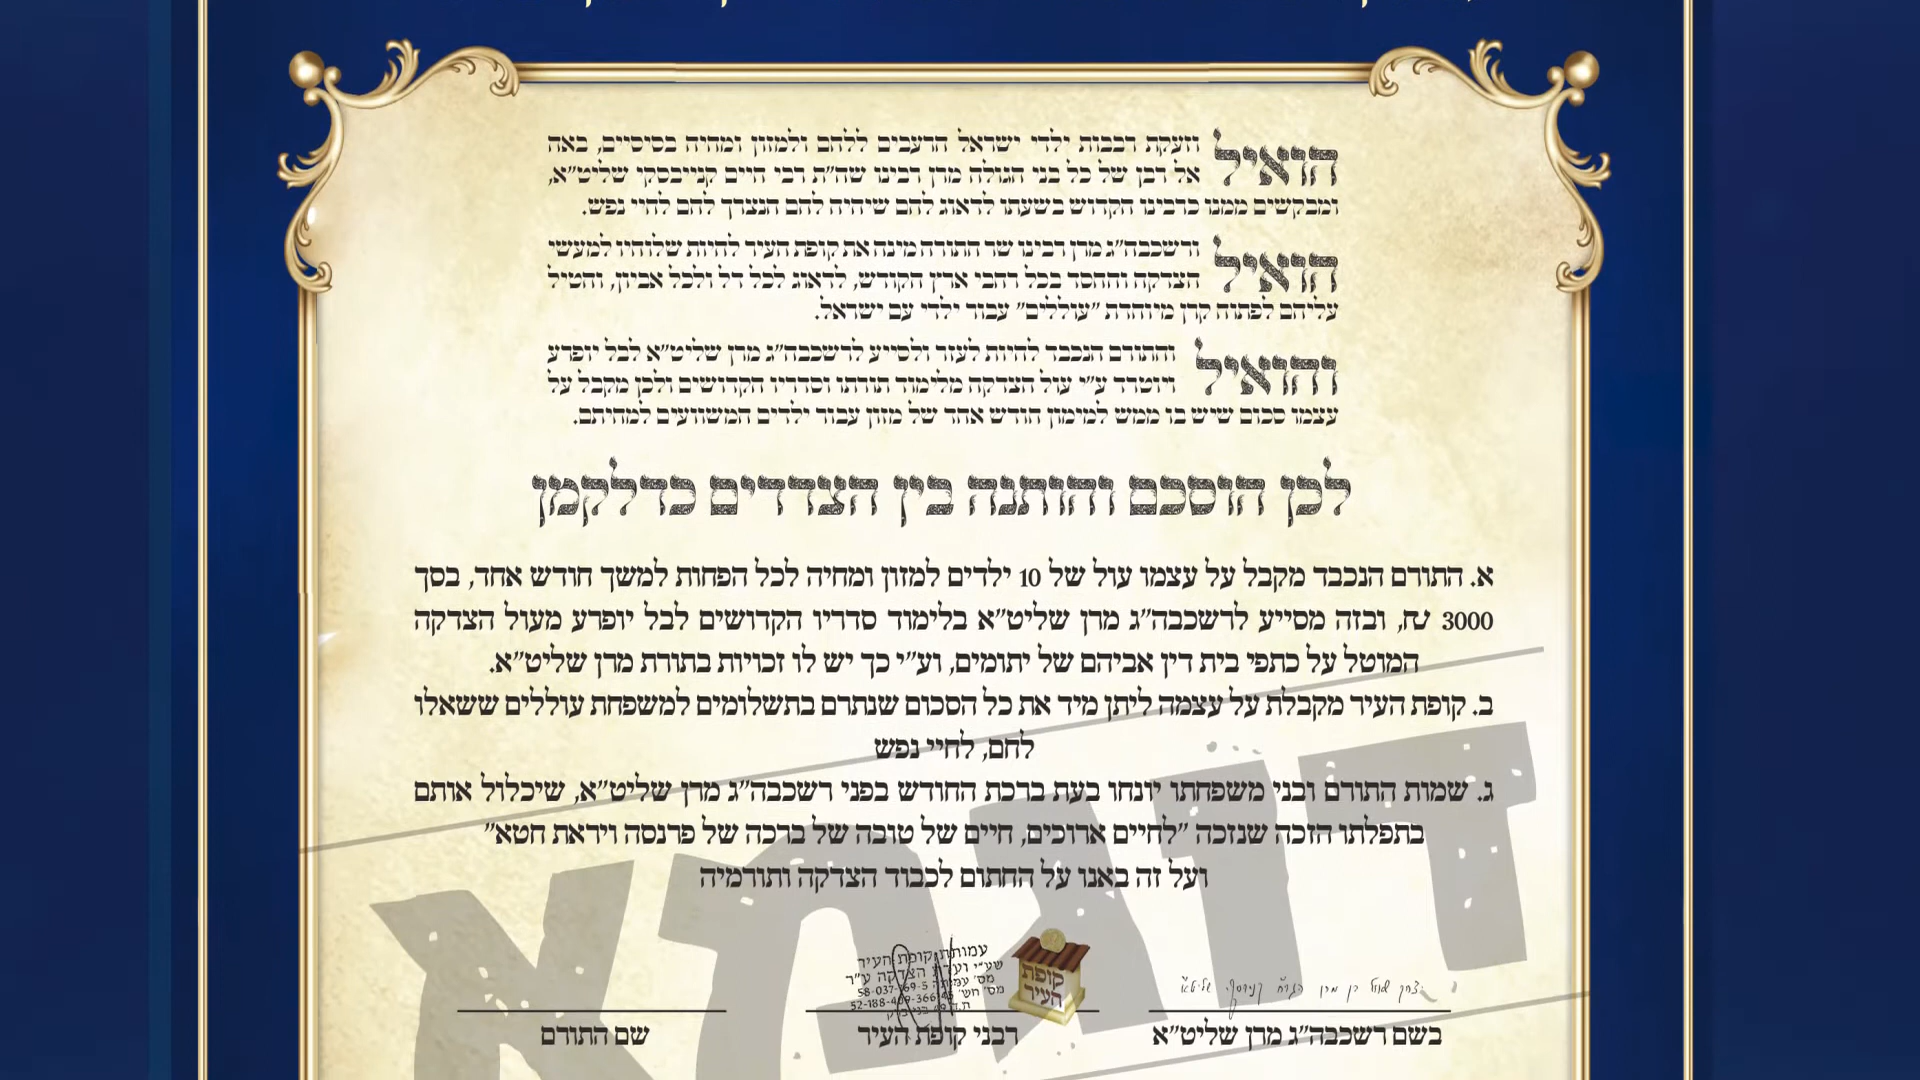 הואיל וזעקת רבבות ילדי ישראל הרעבים ללחם ולמזון ומחיה בסיסיים, באה
אל רבן של כל בני הגולה מרן רבינו שה"ת רבי חיים קנייבסקי שליט"א,
ומבקשים ממנו כרבינו הקדוש בשעתו לדאוג להם שיהיה להם הנצרך להם לחיי נפש.
הואיל ורשכבה"ג מרן רבינו שר התורה מינה את קופת העיר להיות שלוחיו למעשי
הצדקה והחסד בכל רחבי ארץ הקודש, לדאוג לכל דל ולכל אביון, והטיל
עליהם לפתוח קרן מיוחדת "עוללים" עבור ילדי עם ישראל.
והואיל והתורם הנכבד להיות לעזר ולסייע לרשכבה"ג מרן שליט"א לבל יופרע
ויוטרד ע"י עול הצדקה מלימוד תורתו וסדריו הקדושים ולכן מקבל על
עצמו סכום שיש בו ממש למימון חודש אחד של מזון עבור ילדים המשוועים למחיתם.
לכן הוסכם והותנה בין הצדדים כדלקמן
א. התורם הנכבד מקבל על עצמו עול של 10 ילדים למזון ומחיה לכל הפחות למשך חודש אחד, בסך
3000 ₪, ובזה מסייע לרשכבה"ג מרן שליט"א בלימוד סדריו הקדושים לבל יופרע מעול הצדקה
המוטל על כתפי בית דין אביהם של יתומים, וע"י כך יש לו זכויות בתורת מרן שליט"א.
ב. קופת העיר מקבלת על עצמה ליתן מיד את כל הסכום שנתרם בתשלומים למשפחת עוללים ששאלו
לחם, לחיי נפש
ג. שמות התורם ובני משפחתו יונחו בעת ברכת החודש בפני רשכבה"ג מרן שליט"א, שיכלול אותם
בתפלתו הזכה שנזכה "לחיים ארוכים, חיים של טובה של ברכה של פרנסה ויראת חטא"
ועל זה באנו על החתום לכבוד הצדקה ותורמיה
דוגמא
קופת
העיר
עמותת קופת העיר
שע"י ועדת הצדקה ע"ר
בשם רשכבה"ג מרן שליט"א
רבני קופת העיר
שם התורם